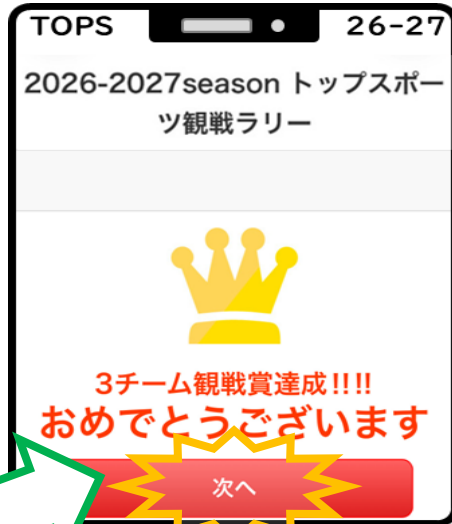 TOPS 26-27
2026-2027season トップスポー
ツ観戦ラリー
3チーム観戦賞達成!!!!
おめでとうございます
次へ